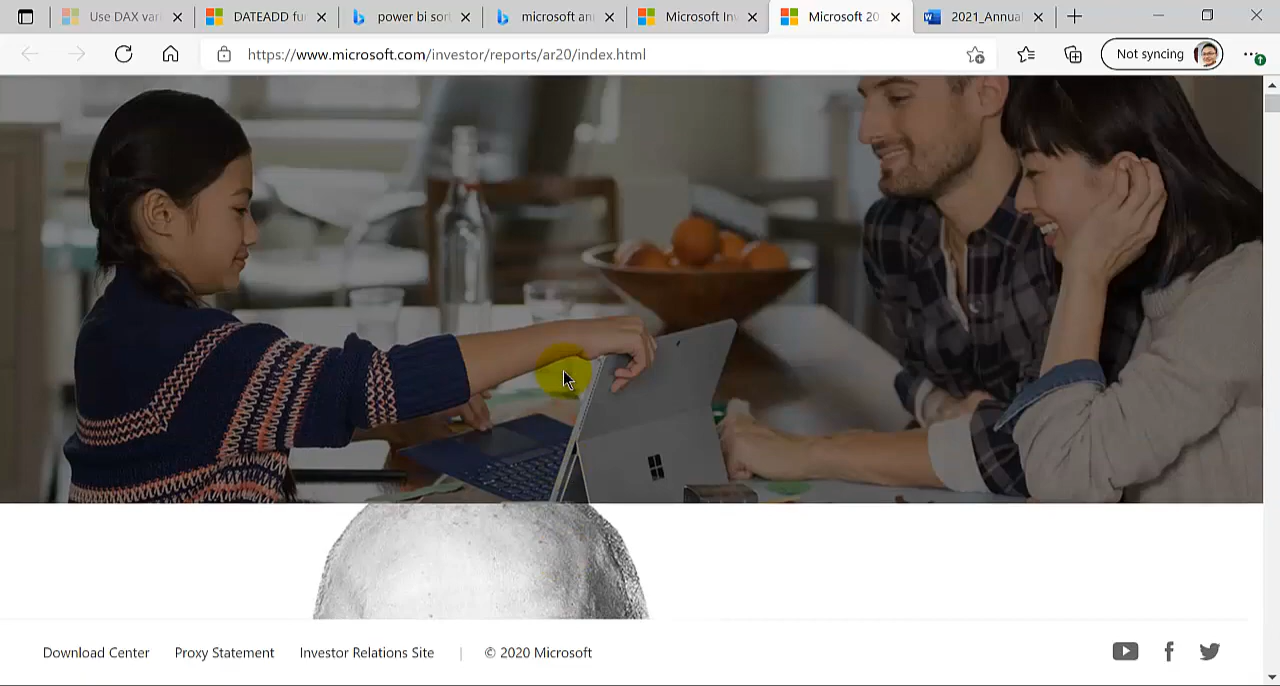 Use DAX var
DATEADD fu
power bi sor
microsoft an
Microsoft In
Microsoft 20
2021_Annua
https://www.microsoft.com/investor/reports/ar20/index.html
Not syncing
Download Center
Proxy Statement
Investor Relations Site
© 2020 Microsoft